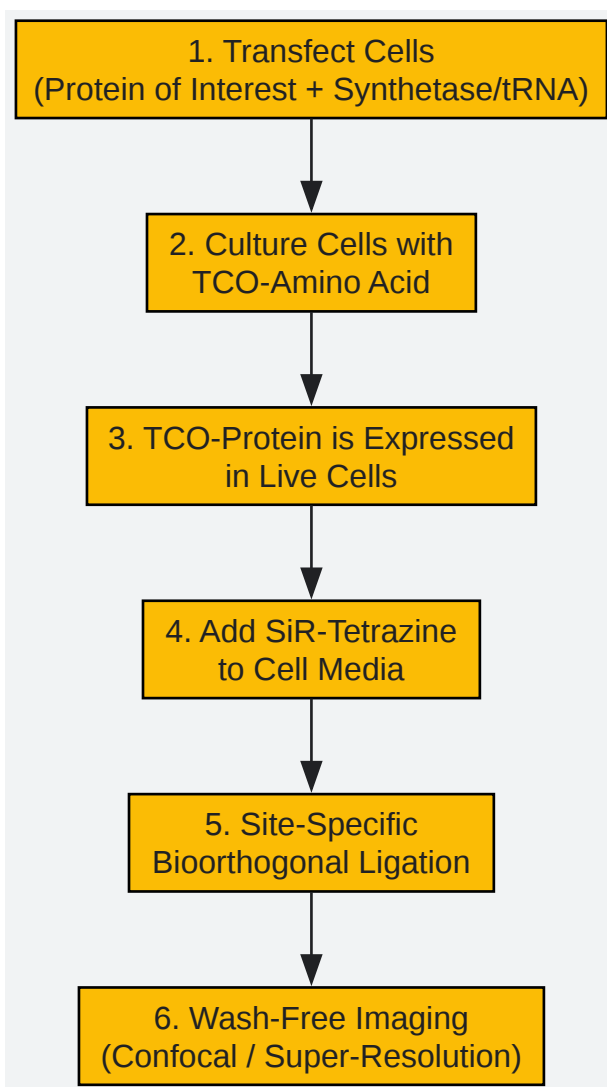 1. Transfect Cells
(Protein of Interest + Synthetase/tRNA)
2. Culture Cells with
TCO-Amino Acid
3. TCO-Protein is Expressed
in Live Cells
4. Add SiR-Tetrazine
to Cell Media
5. Site-Specific
Bioorthogonal Ligation
6. Wash-Free Imaging
(Confocal / Super-Resolution)